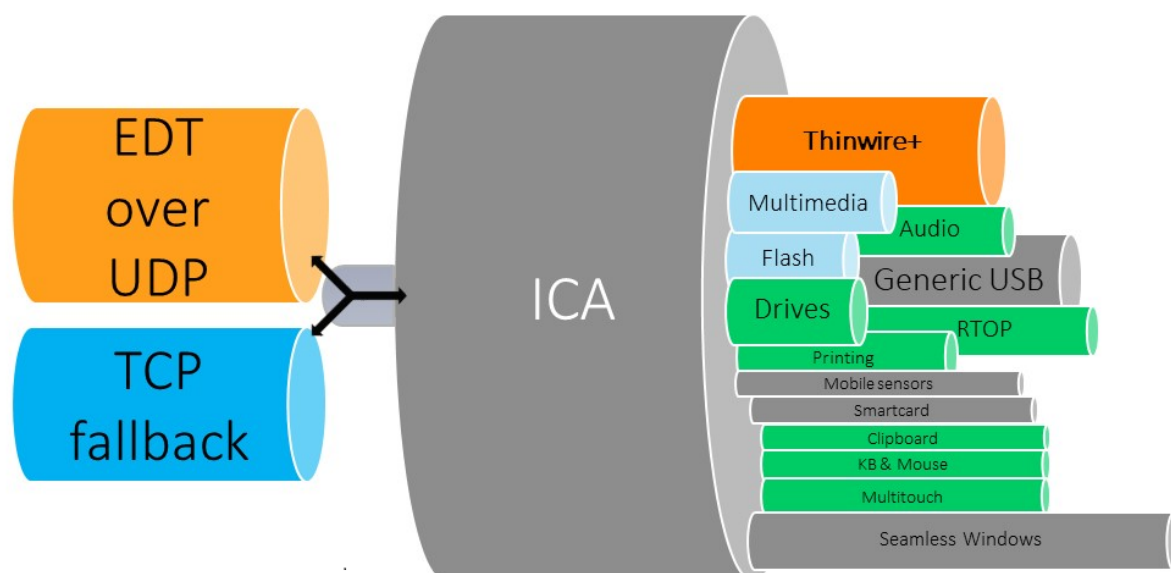 EDT
over
UDP
TCP
fallback
ICA
Thinwire+
Multimedia
Audio
Flash
Generic USB
Drives
RTOP
Printing
Mobile sensors
Smartcard
Clipboard
KB & Mouse
Multitouch
Seamless Windows